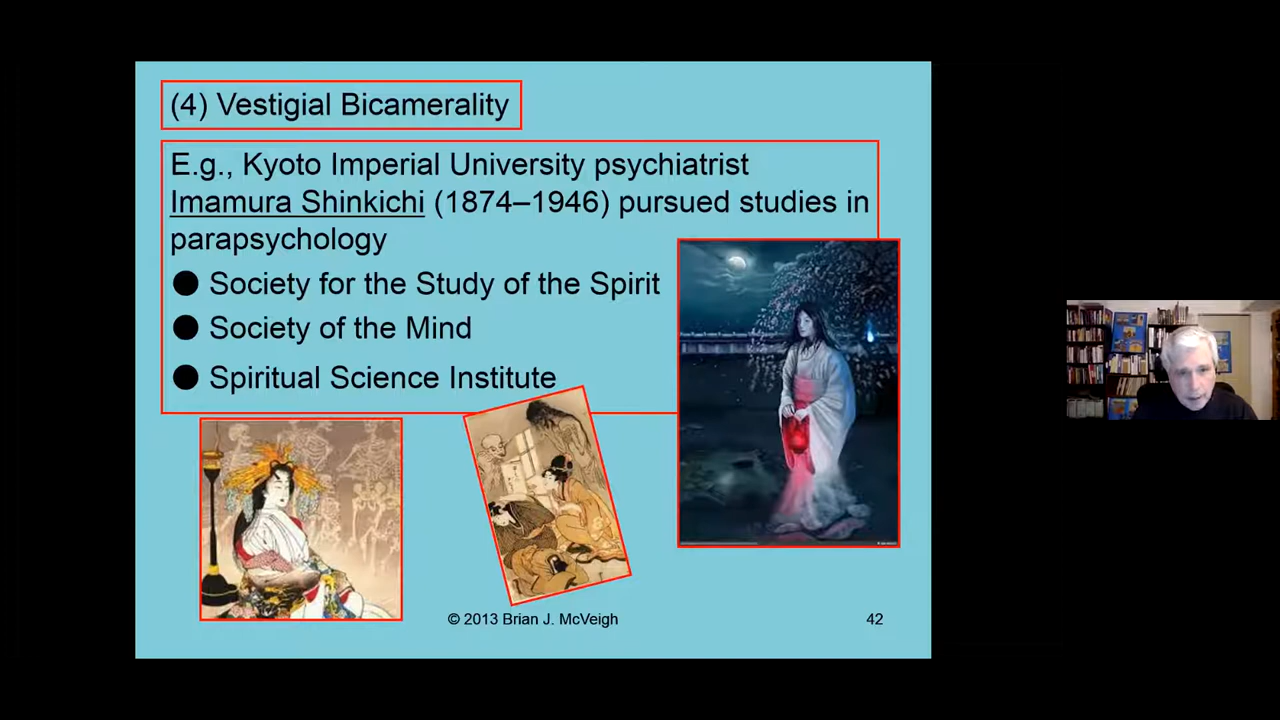 (4) Vestigial Bicamerality
E.g., Kyoto Imperial University psychiatrist
Imamura Shinkichi (1874–1946) pursued studies in
parapsychology
● Society for the Study of the Spirit
● Society of the Mind
● Spiritual Science Institute
© 2013 Brian J. McVeigh
42